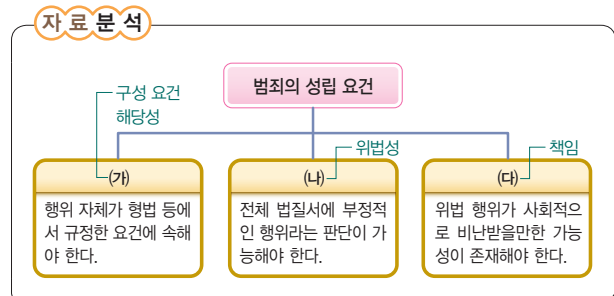 자료분석
범죄의 성립 요건
구성 요건
해당성
위법성
책임
(가)
행위 자체가 형법 등에
서 규정한 요건에 속해
야 한다.
(나)
전체 법질서에 부정적
인 행위라는 판단이 가
능해야 한다.
(다)
위법 행위가 사회적으
로 비난받을만한 가능
성이 존재해야 한다.